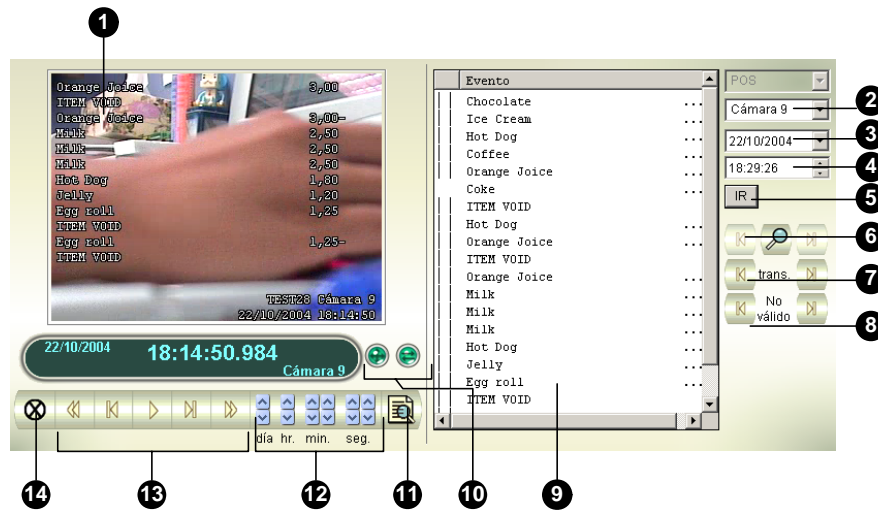 1
Orange Joice 3,00
ITEM VOID
Orange Joice 3,00-
Milk 2,50
Milk 2,50
Milk 2,50
Hot Dog 1,80
Jelly 1,20
Egg roll 1,25
ITEM VOID
Egg roll 1,25-
ITEM VOID
TEST28 Cámara 9
22/10/2004 18:14:50
22/10/2004
18:14:50.984
Cámara 9
día hr. min. seg.
14
13
12
11
10
9
Evento
Chocolate ...
Ice Cream ...
Hot Dog ...
Coffee ...
Orange Joice ...
Coke ...
ITEM VOID
Hot Dog ...
Orange Joice ...
ITEM VOID
Orange Joice ...
Milk ...
Milk ...
Milk ...
Hot Dog ...
Jelly ...
Egg roll ...
ITEM VOID
POS
Cámara 9
2
22/10/2004
3
18:29:26
4
IR
5
6
trans.
7
No
válido
8